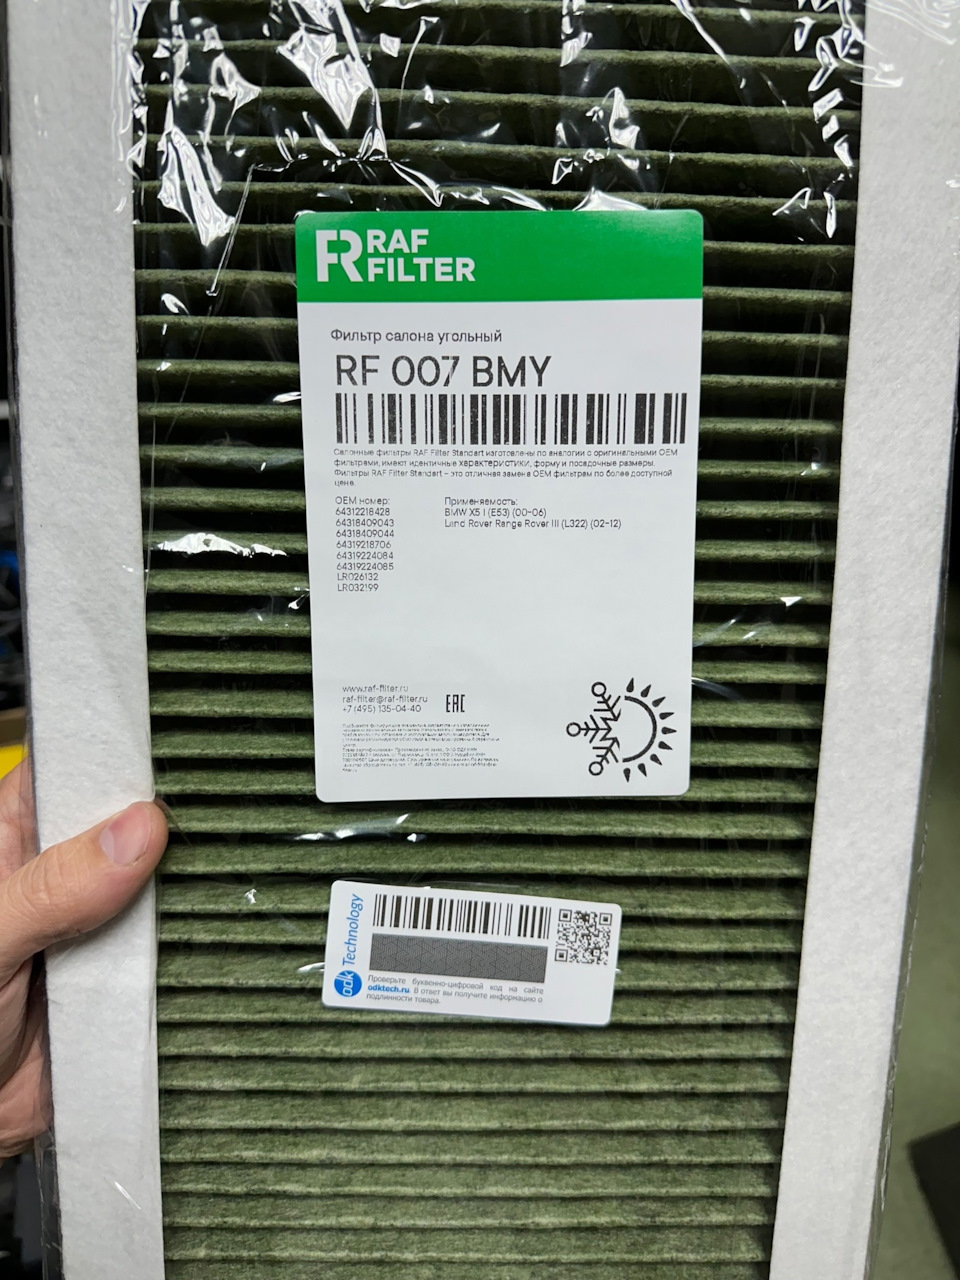 RAF
FILTER
Фильтр салона угольный
RF 007 BMY
Салонные фильтры RAF Filter Standart изготовлены по аналогии с оригинальными ОЕМ
фильтрами, имеют идентичные характеристики, форму и посадочные размеры.
Фильтры RAF Filter Standart – это отличная замена ОЕМ фильтрам по более доступной
цене.
OEM номер:
64312218428
64318409043
64318409044
64319218706
64319224084
64319224085
LR026132
LR032199
Применяемость:
BMW X5 I (E53) (00-06)
Land Rover Range Rover III (L322) (02-12)
www.raf-filter.ru
raf-filter@raf-filter.ru
+7 (495) 135-04-40
EAC
odk Technology
Проверьте буквенно-цифровой код на сайте
odktech.ru. В ответ вы получите информацию о
подлинности товара.